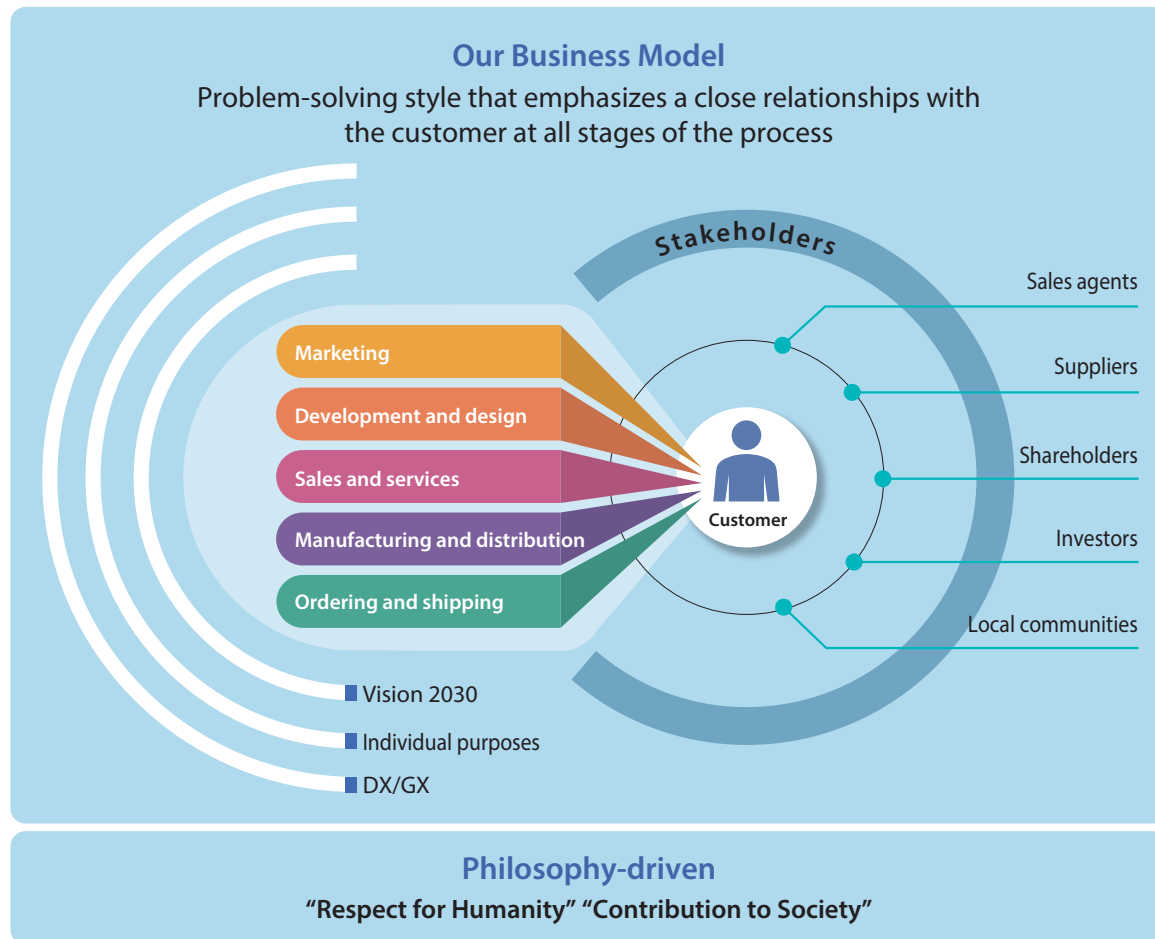 Our Business Model
Problem-solving style that emphasizes a close relationships with
the customer at all stages of the process
Stakeholders
Sales agents
Suppliers
Shareholders
Investors
Local communities
Marketing
Development and design
Sales and services
Manufacturing and distribution
Ordering and shipping
Customer
Vision 2030
Individual purposes
DX/GX
Philosophy-driven
“Respect for Humanity” “Contribution to Society”